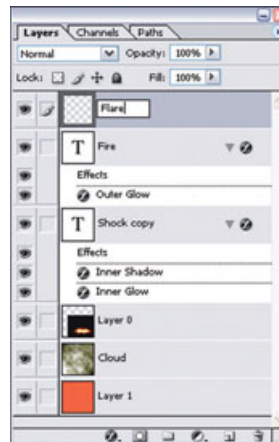 Layers Channels Paths
Normal Opacity: 100%
Lock: Fill: 100%
Flare
T Fire
Effects
Outer Glow
T Shock copy
Effects
Inner Shadow
Inner Glow
Layer 0
Cloud
Layer 1